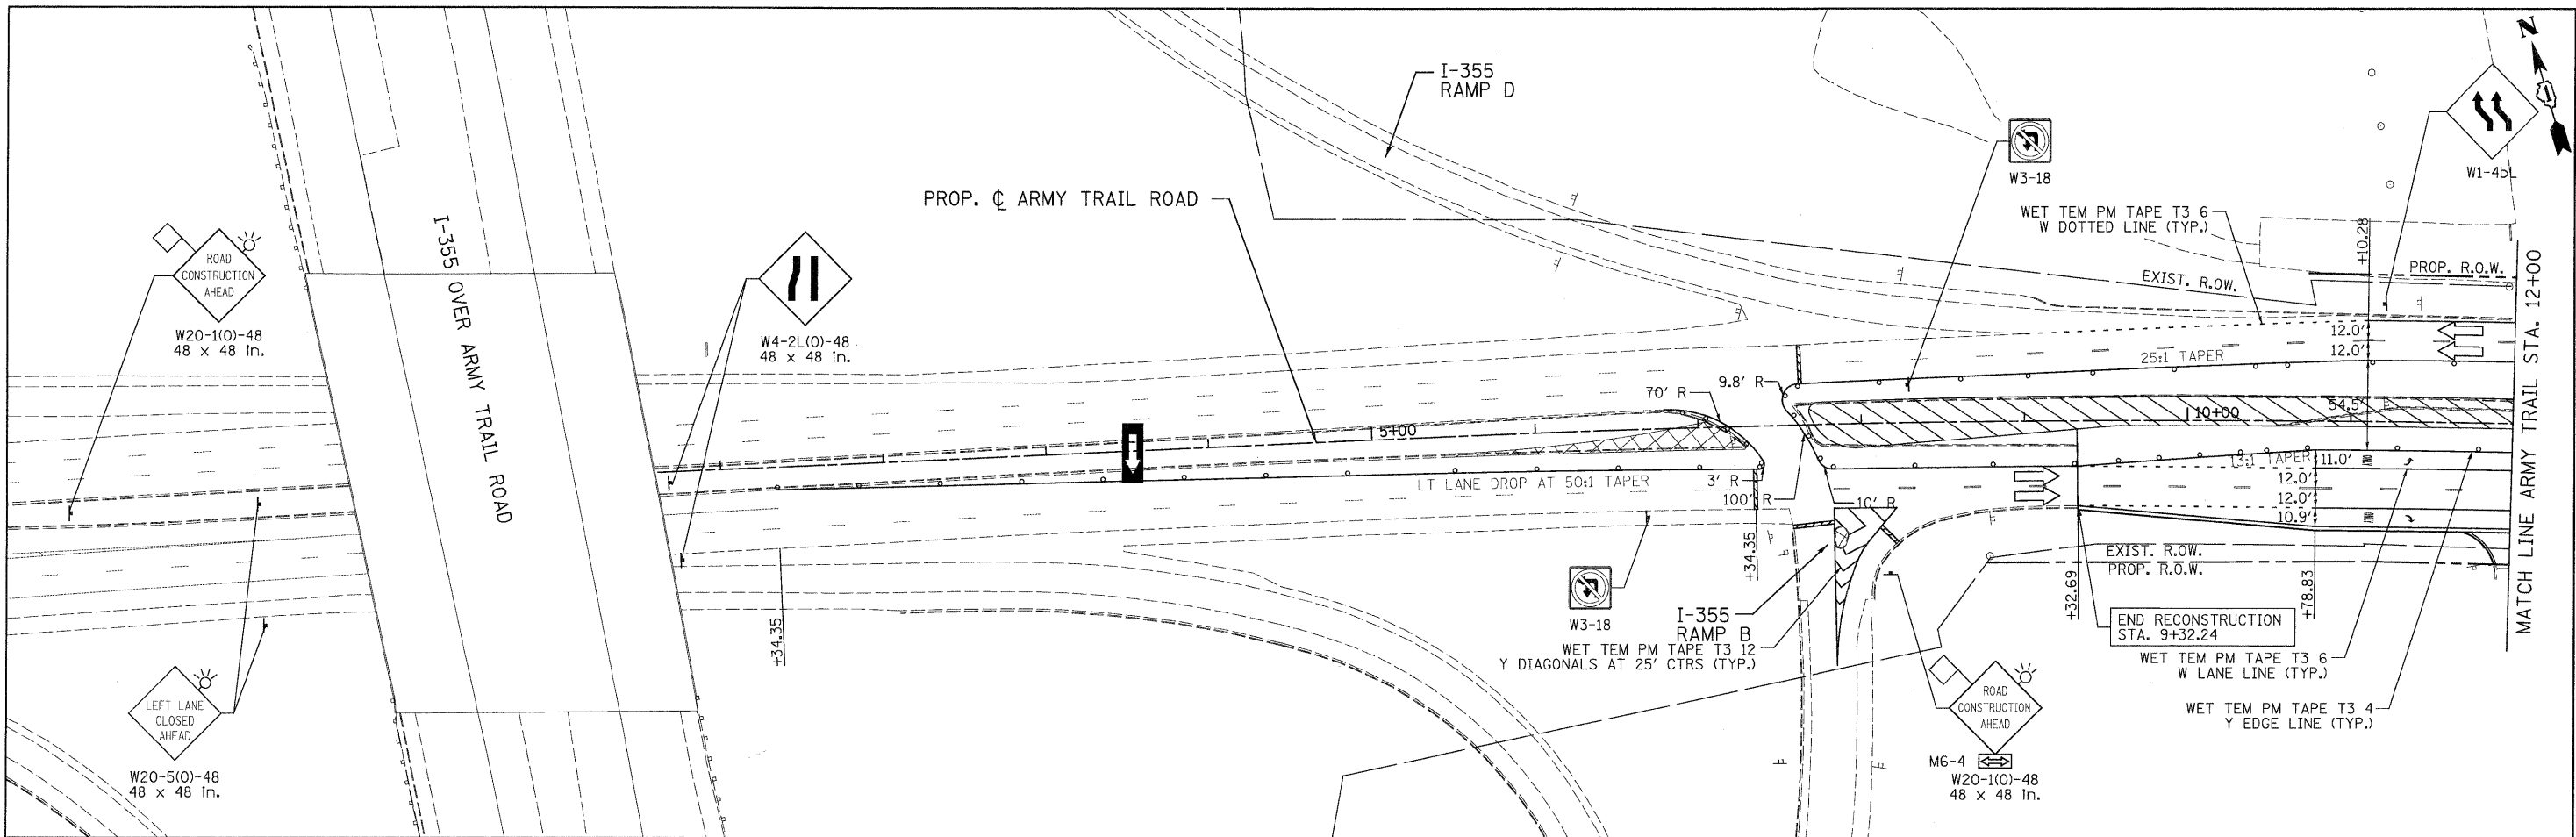 I-355
RAMP D
N
1
W3-18
W1-4bL
PROP. ℄ ARMY TRAIL ROAD
WET TEM PM TAPE T3 6
W DOTTED LINE (TYP.)
+10.28
ROAD
CONSTRUCTION
AHEAD
W20-1(O)-48
48 x 48 in.
I-355 OVER ARMY TRAIL ROAD
W4-2L(O)-48
48 x 48 in.
EXIST. R.O.W.
PROP. R.O.W.
12.0'
12.0'
25:1 TAPER
MATCH LINE ARMY TRAIL STA. 12+00
70' R
9.8' R
5+00
10+00
54.5'
LT LANE DROP AT 50:1 TAPER
3' R
100' R
10' R
13:1 TAPER
11.0'
12.0'
12.0'
10.9'
+34.35
+34.35
W3-18
I-355
RAMP B
WET TEM PM TAPE T3 12
Y DIAGONALS AT 25' CTRS (TYP.)
EXIST. R.O.W.
PROP. R.O.W.
+32.69
+78.83
END RECONSTRUCTION
STA. 9+32.24
WET TEM PM TAPE T3 6
W LANE LINE (TYP.)
WET TEM PM TAPE T3 4
Y EDGE LINE (TYP.)
LEFT LANE
CLOSED
AHEAD
W20-5(O)-48
48 x 48 in.
ROAD
CONSTRUCTION
AHEAD
M6-4
W20-1(O)-48
48 x 48 in.